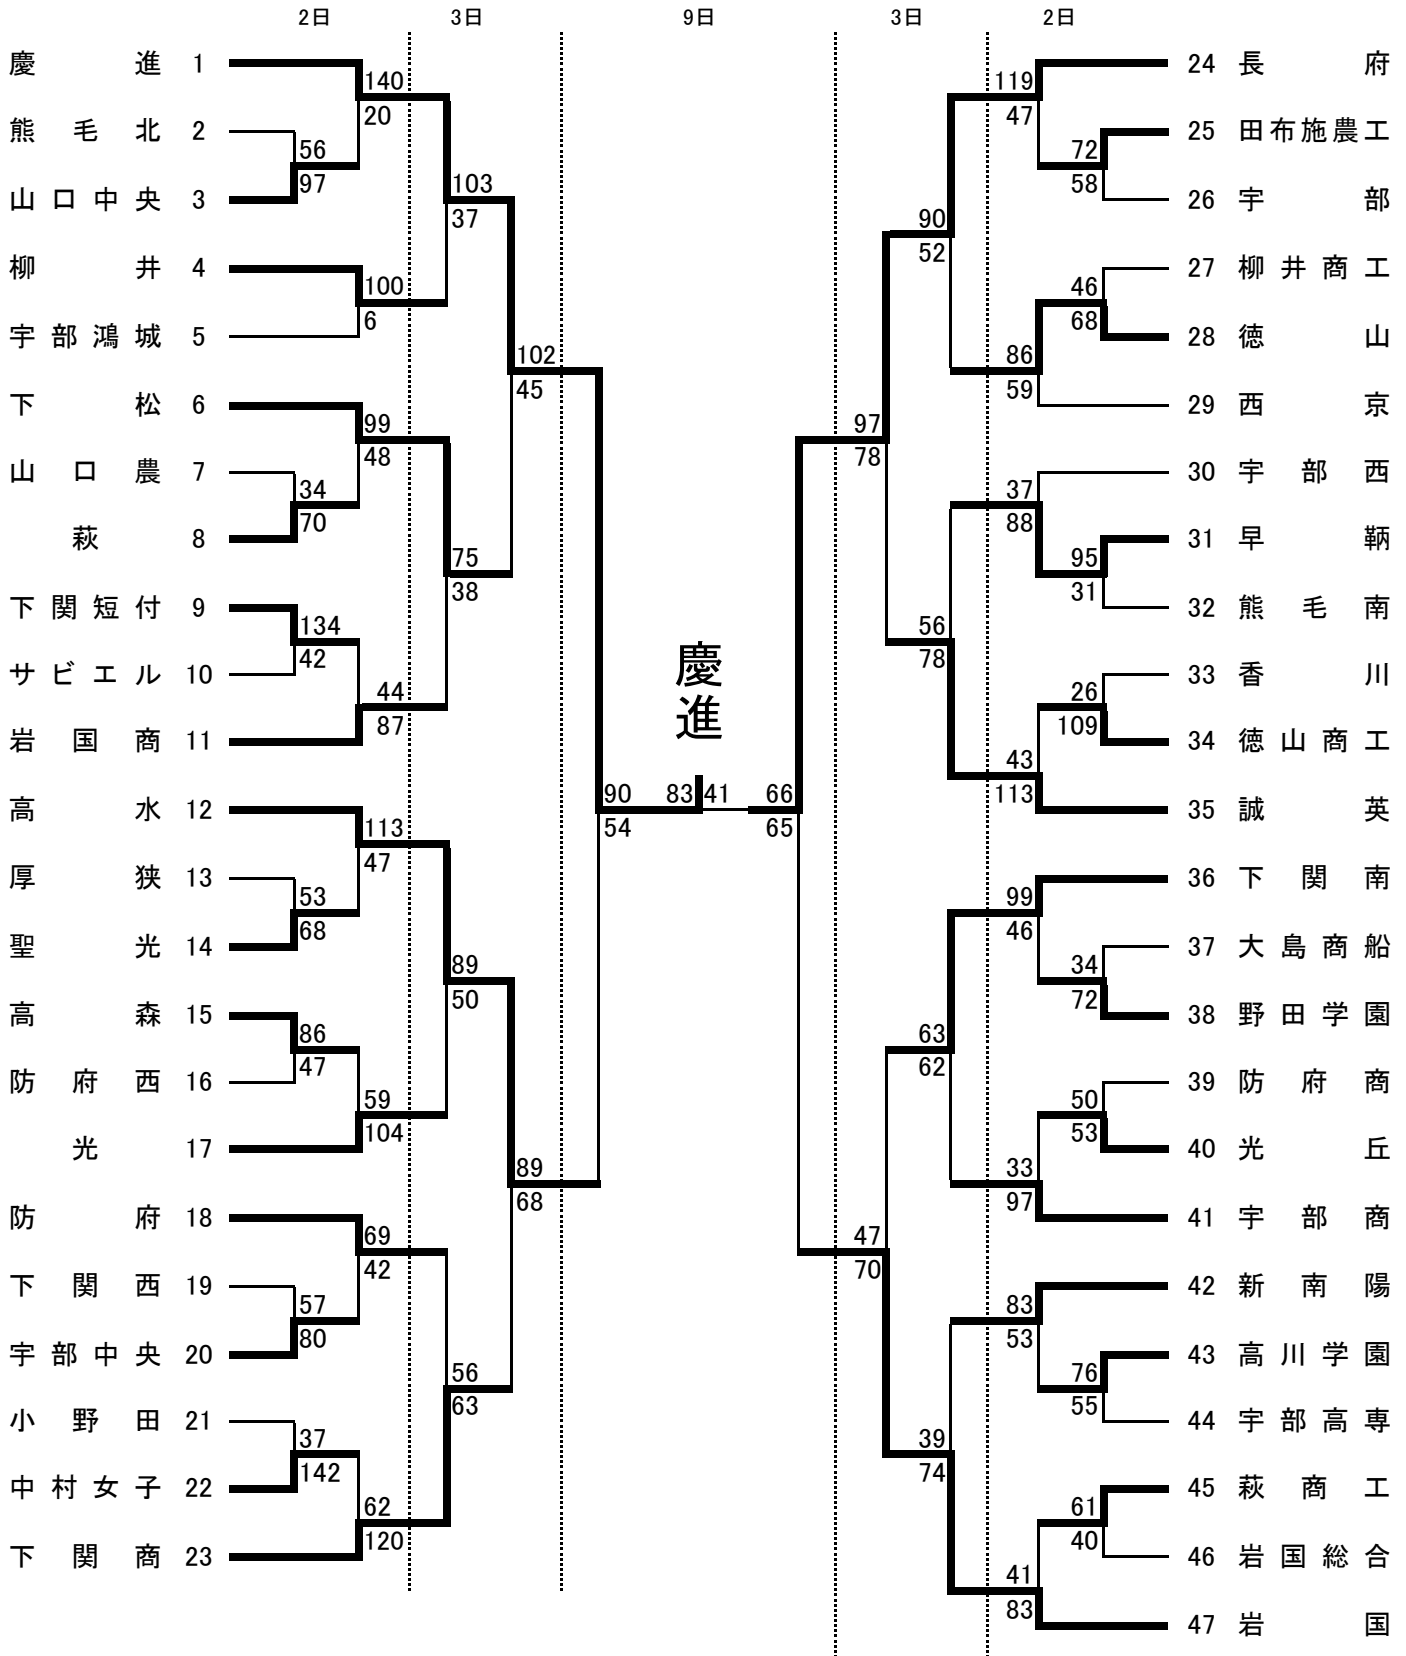 2日 3日 9日 3日 2日
慶進 1
140
20
熊毛北 2
56
97
山口中央 3
103
37
柳井 4
100
6
宇部鴻城 5
102
45
下松 6
99
48
山口農 7
34
70
萩 8
75
38
下関短付 9
134
42
サビエル 10
44
87
岩国商 11
高水 12
113
47
厚狭 13
53
68
聖光 14
89
50
高森 15
86
47
防府西 16
59
104
光 17
89
68
防府 18
69
42
下関西 19
57
80
宇部中央 20
56
63
小野田 21
37
142
中村女子 22
62
120
下関商 23
慶進
90 83 41 66
54 65
24 長府
119
47
25 田布施農工
72
58
26 宇部
90
52
27 柳井商工
46
68
28 徳山
86
59
29 西京
97
78
30 宇部西
37
88
31 早鞆
95
31
32 熊毛南
56
78
33 香川
26
109
34 徳山商工
43
113
35 誠英
36 下関南
99
46
37 大島商船
34
72
38 野田学園
63
62
39 防府商
50
53
40 光丘
33
97
41 宇部商
47
70
42 新南陽
83
53
43 高川学園
76
55
44 宇部高専
39
74
45 萩商工
61
40
46 岩国総合
41
83
47 岩国